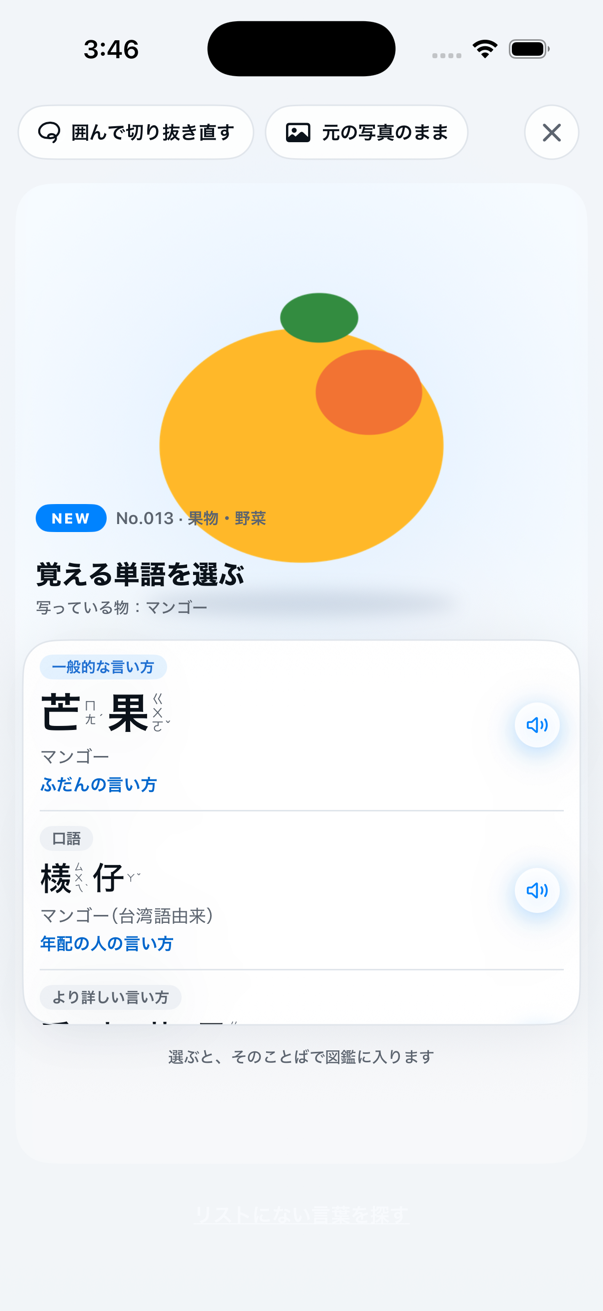 3:46
囲んで切り抜き直す
元の写真のまま
NEW No.013 · 果物・野菜
覚える単語を選ぶ
写っている物：マンゴー
一般的な言い方
芒ㄇㄤˊ果ㄍㄨㄛˇ
マンゴー
ふだんの言い方
口語
檨仔
マンゴー（台湾語由来）
年配の人の言い方
より詳しい言い方
選ぶと、そのことばで図鑑に入ります
リストにない言葉を探す